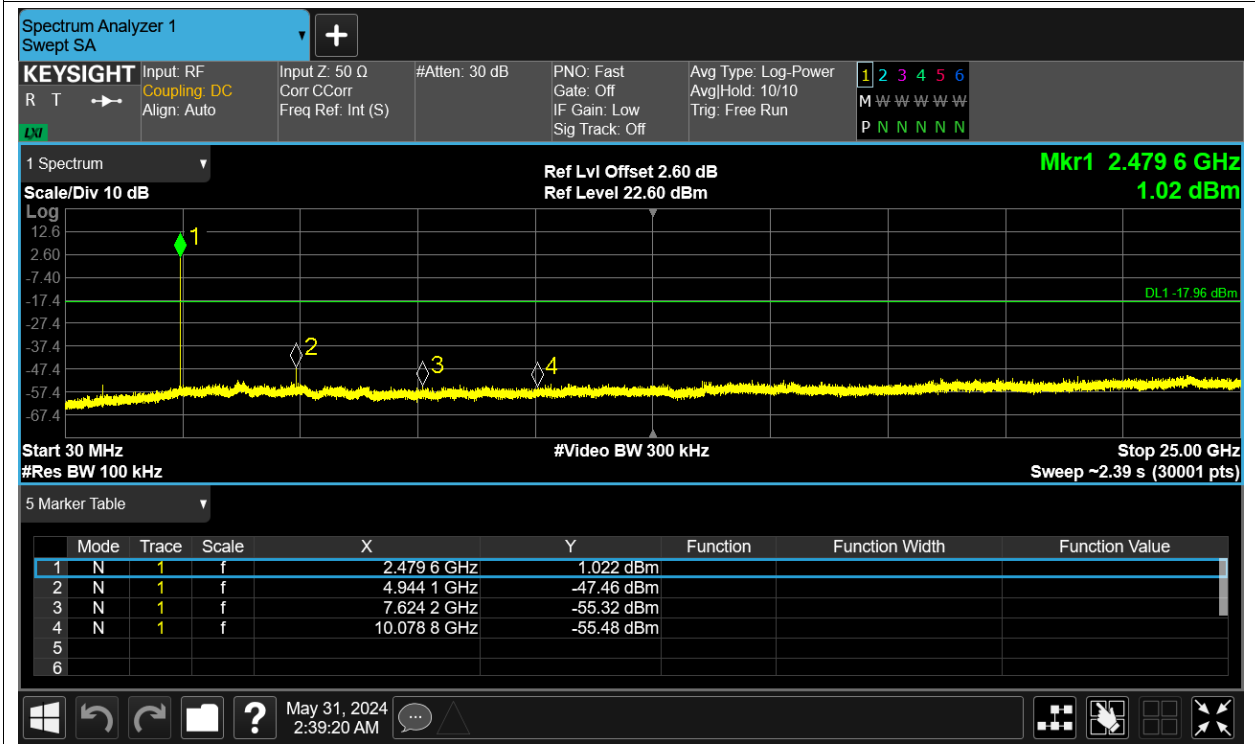 Spectrum Analyzer 1
Swept SA
KEYSIGHT Input: RF Input Z: 50 Ω #Atten: 30 dB PNO: Fast Avg Type: Log-Power 1 2 3 4 5 6
R T Coupling: DC Corr CCorr Gate: Off Avg|Hold: 10/10 M W W W W W
Align: Auto Freq Ref: Int (S) IF Gain: Low Trig: Free Run
LXI Sig Track: Off P N N N N N
1 Spectrum Ref Lvl Offset 2.60 dB Mkr1 2.479 6 GHz
Scale/Div 10 dB Ref Level 22.60 dBm 1.02 dBm
Log
12.6 1
2.60
-7.40
-17.4 DL1 -17.96 dBm
-27.4
-37.4 2
-47.4 3 4
-57.4
-67.4
Start 30 MHz #Video BW 300 kHz Stop 25.00 GHz
#Res BW 100 kHz Sweep ~2.39 s (30001 pts)
5 Marker Table
Mode Trace Scale X Y Function Function Width Function Value
1 N 1 f 2.479 6 GHz 1.022 dBm
2 N 1 f 4.944 1 GHz -47.46 dBm
3 N 1 f 7.624 2 GHz -55.32 dBm
4 N 1 f 10.078 8 GHz -55.48 dBm
5
6
? May 31, 2024
2:39:20 AM